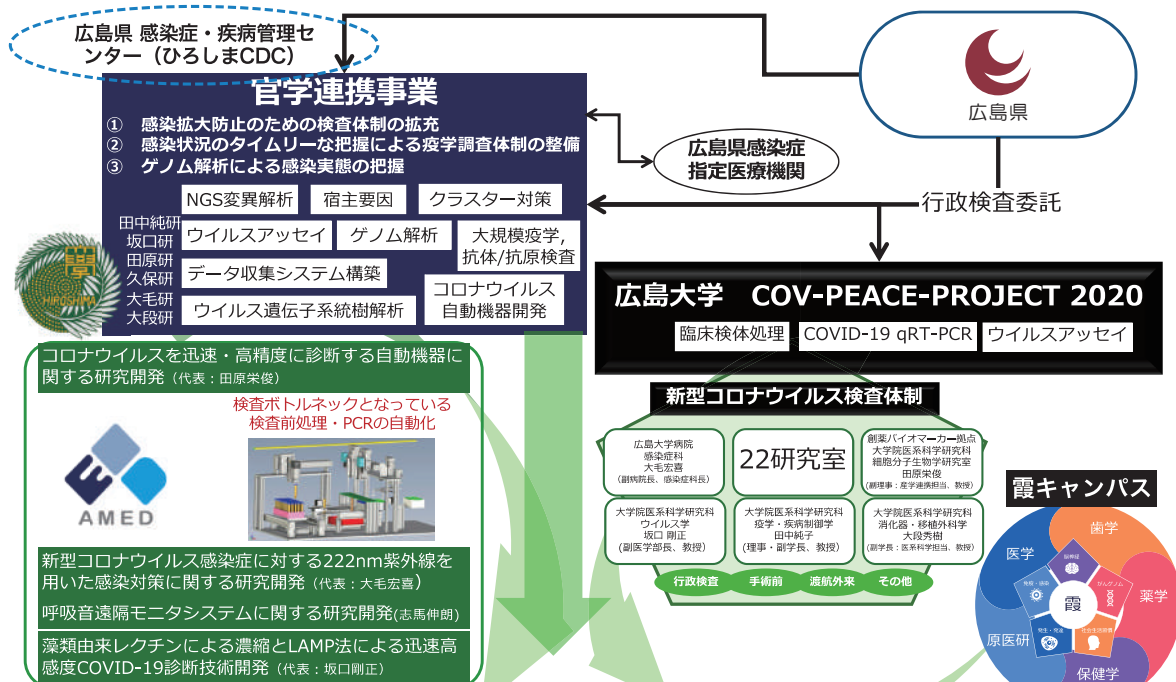 広島県 感染症・疾病管理セ
ンター（ひろしまCDC）
広島県
官学連携事業
① 感染拡大防止のための検査体制の拡充
② 感染状況のタイムリーな把握による疫学調査体制の整備
③ ゲノム解析による感染実態の把握
広島県感染症
指定医療機関
行政検査委託
NGS変異解析
宿主要因
クラスター対策
田中純研
坂口研
田原研
久保研
大毛研
大段研
ウイルスアッセイ
ゲノム解析
大規模疫学,
抗体/抗原検査
データ収集システム構築
ウイルス遺伝子系統樹解析
コロナウイルス
自動機器開発
HIROSHIMA
広島大学 COV-PEACE-PROJECT 2020
臨床検体処理
COVID-19 qRT-PCR
ウイルスアッセイ
コロナウイルスを迅速・高精度に診断する自動機器に
関する研究開発（代表：田原栄俊）
検査ボトルネックとなっている
検査前処理・PCRの自動化
AMED
新型コロナウイルス感染症に対する222nm紫外線を
用いた感染対策に関する研究開発（代表：大毛宏喜）
呼吸音遠隔モニタシステムに関する研究開発(志馬伸朗)
藻類由来レクチンによる濃縮とLAMP法による迅速高
感度COVID-19診断技術開発（代表：坂口剛正）
新型コロナウイルス検査体制
広島大学病院
感染症科
大毛宏喜
(副病院長、感染症科長)
22研究室
創薬バイオマーカー拠点
大学院医系科学研究科
細胞分子生物学研究室
田原栄俊
(副理事：産学連携担当、教授)
大学院医系科学研究科
ウイルス学
坂口 剛正
(副医学部長、教授)
大学院医系科学研究科
疫学・疾病制御学
田中純子
(理事・副学長、教授)
大学院医系科学研究科
消化器・移植外科学
大段秀樹
(副学長：医系科学担当、教授)
行政検査
手術前
渡航外来
その他
霞キャンパス
医学
歯学
薬学
保健学
原医研
霞
脳神経
がんゲノム
免疫・感染
発生・再生